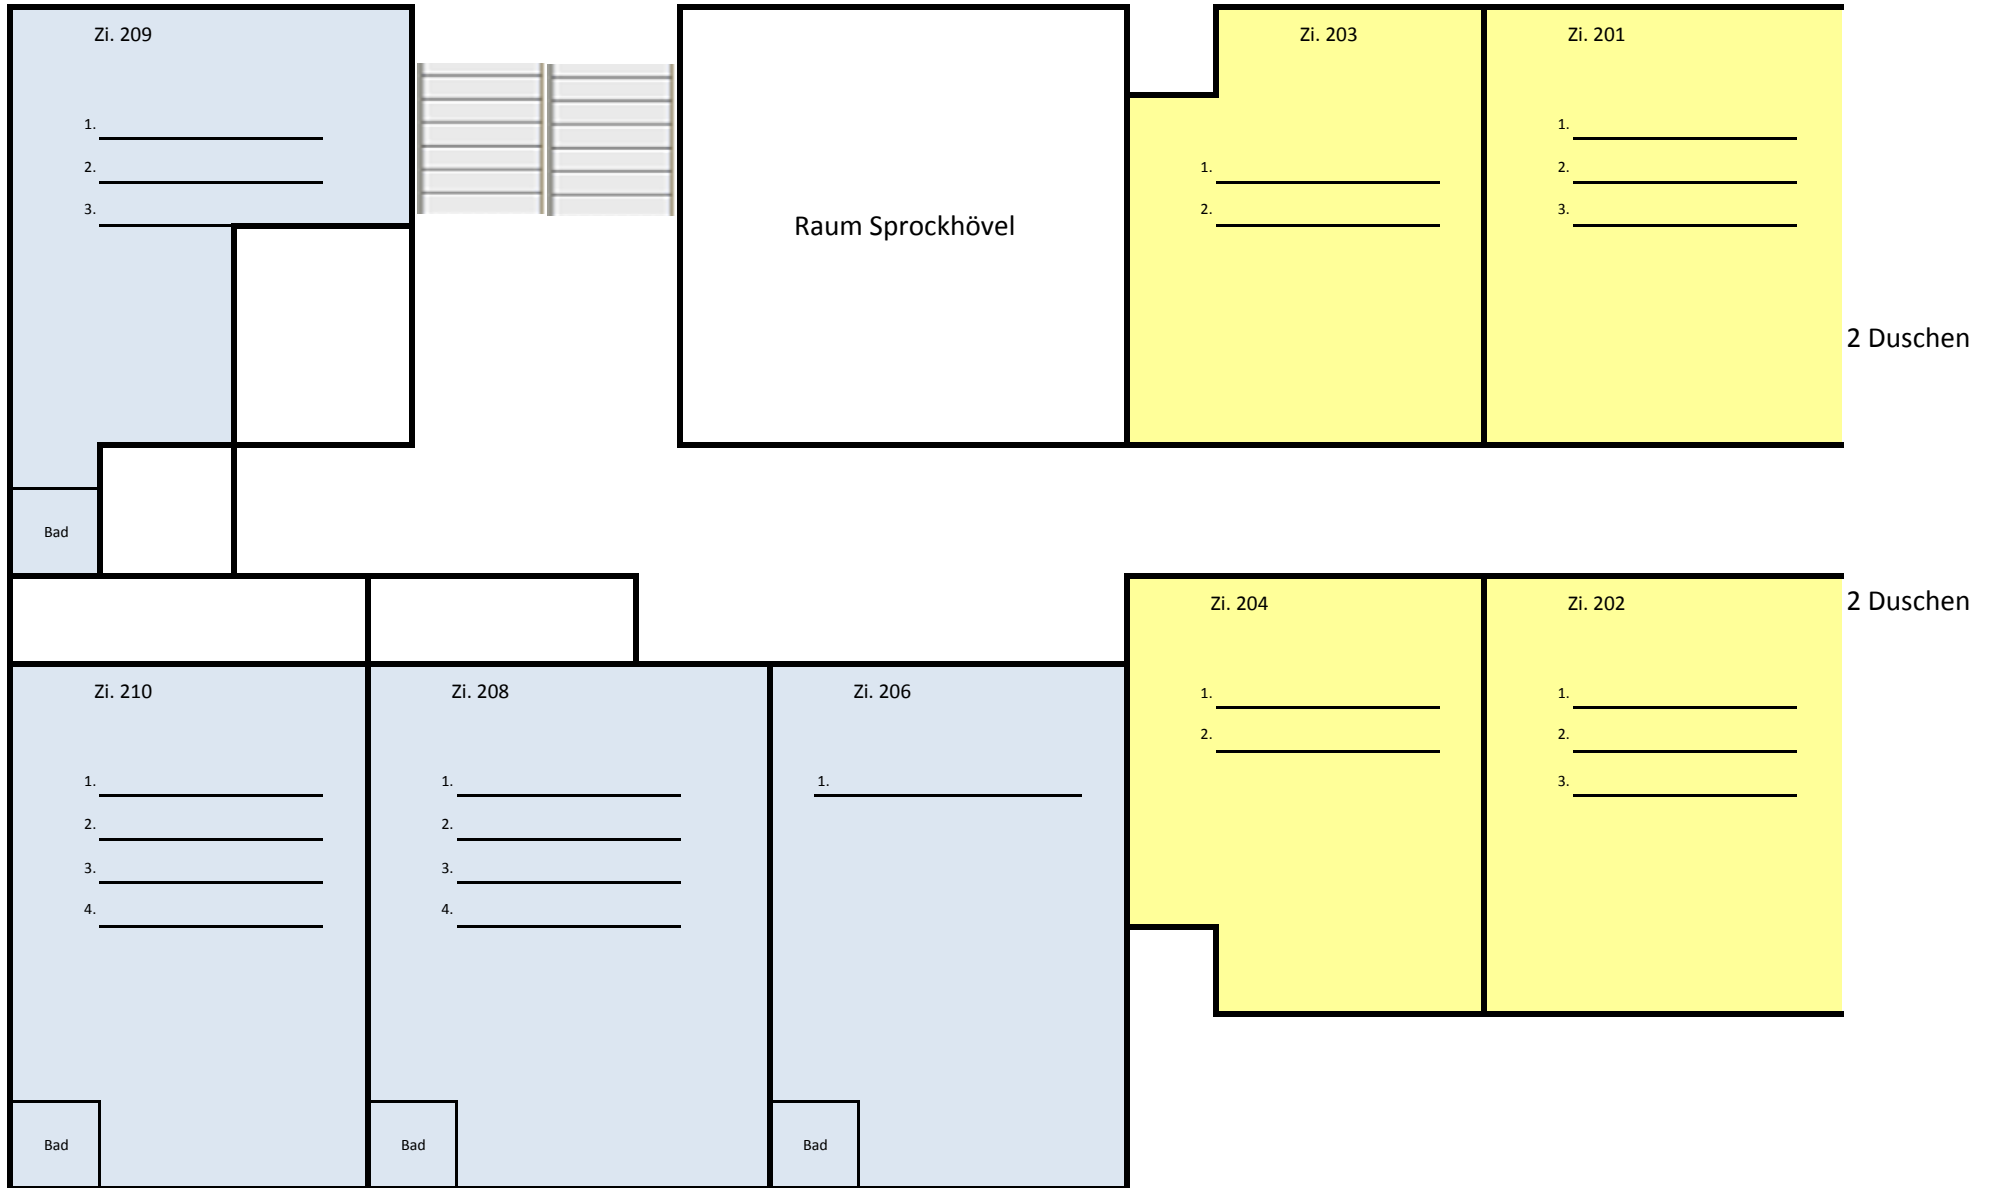 Zi. 209
1.
2.
3.
Bad
Raum Sprockhövel
Zi. 203
1.
2.
Zi. 201
1.
2.
3.
2 Duschen
Zi. 210
1.
2.
3.
4.
Bad
Zi. 208
1.
2.
3.
4.
Bad
Zi. 206
1.
Bad
Zi. 204
1.
2.
Zi. 202
1.
2.
3.
2 Duschen